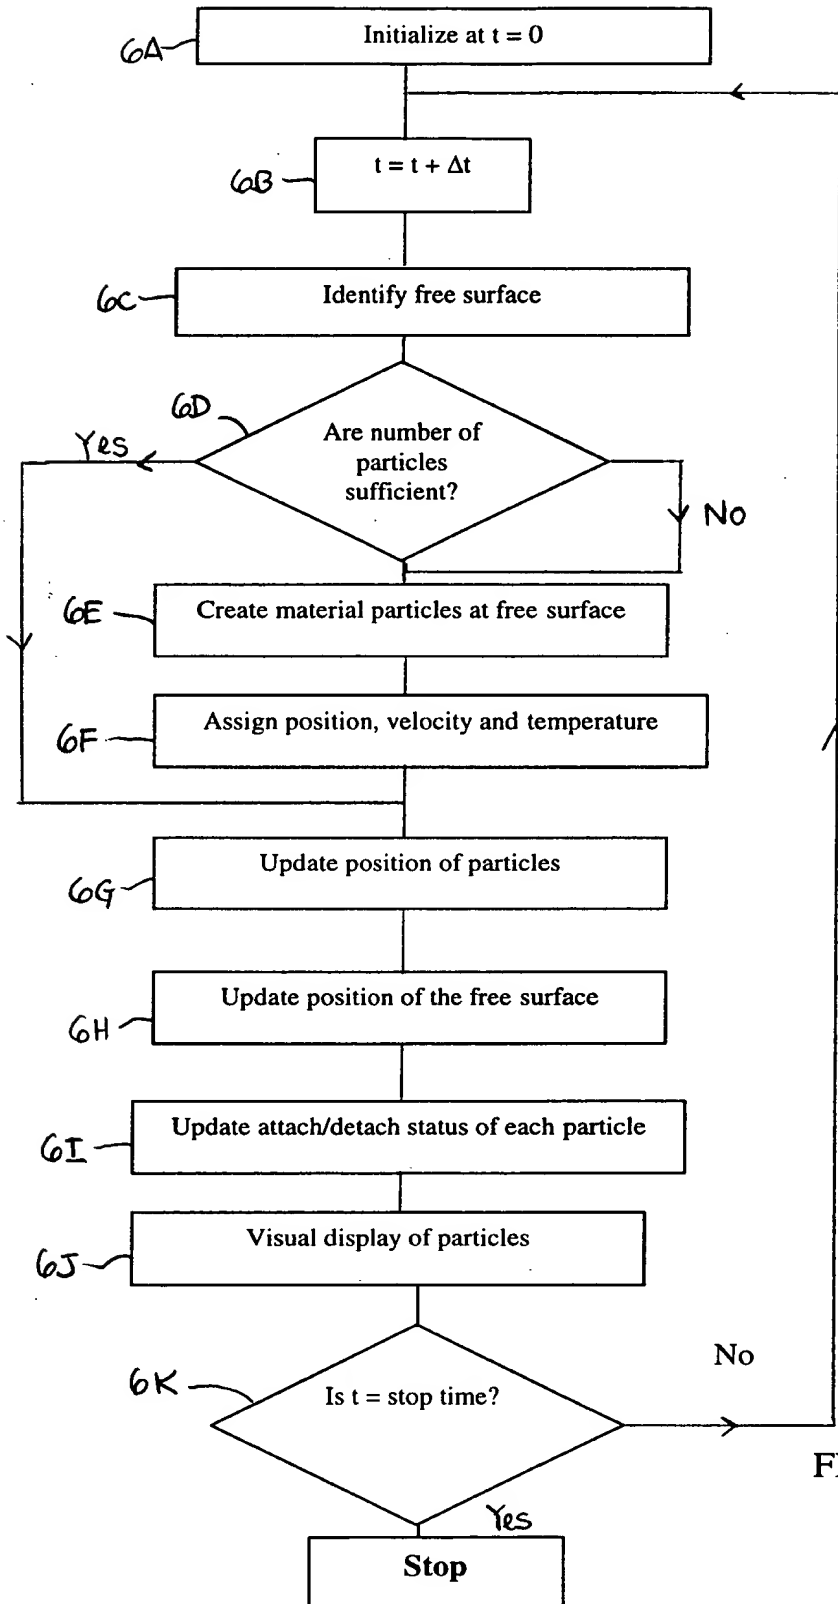 Initialize at t = 0
6A
t = t + Δt
6B
Identify free surface
6C
6D
Are number of
particles
sufficient?
Yes
No
Create material particles at free surface
6E
Assign position, velocity and temperature
6F
Update position of particles
6G
Update position of the free surface
6H
Update attach/detach status of each particle
6I
Visual display of particles
6J
No
6K
Is t = stop time?
Yes
Stop